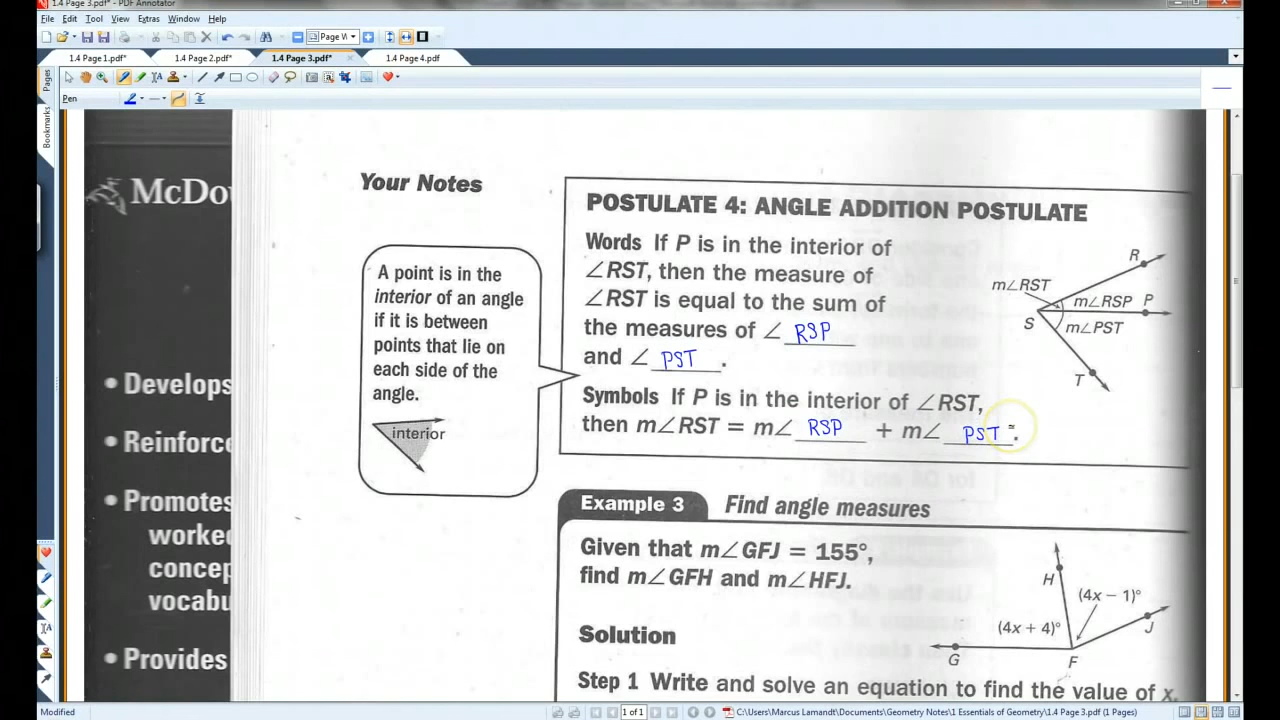 1.4 Page 3.pdf* - PDF Annotator
File Edit Tool View Extras Window Help
Page W
1.4 Page 1.pdf* 1.4 Page 2.pdf* 1.4 Page 3.pdf* 1.4 Page 4.pdf
Pen
Pages
Bookmarks
McDou
• Develops
• Reinforce
• Promotes
worked
concep
vocabu
• Provides
Your Notes
A point is in the
interior of an angle
if it is between
points that lie on
each side of the
angle.
interior
POSTULATE 4: ANGLE ADDITION POSTULATE
Words If P is in the interior of
∠RST, then the measure of
∠RST is equal to the sum of
the measures of ∠ RSP
and ∠ PST .
Symbols If P is in the interior of ∠RST,
then m∠RST = m∠ RSP + m∠ PST .
R
m∠RST
m∠RSP P
S
m∠PST
T
Example 3 Find angle measures
Given that m∠GFJ = 155°,
find m∠GFH and m∠HFJ.
H
(4x − 1)°
(4x + 4)°
J
G
F
Solution
Step 1 Write and solve an equation to find the value of x.
Modified
1 of 1
C:\Users\Marcus Lamandt\Documents\Geometry Notes\1 Essentials of Geometry\1.4 Page 3.pdf (1 Pages)